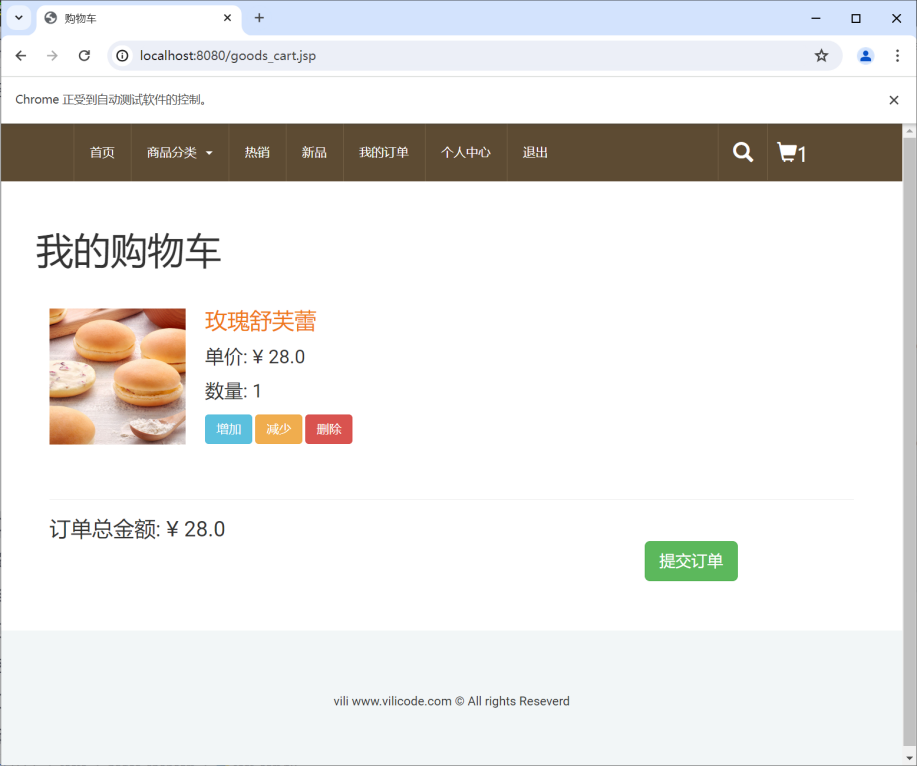 购物车
localhost:8080/goods_cart.jsp
Chrome 正受到自动测试软件的控制。
首页 商品分类 热销 新品 我的订单 个人中心 退出 1
我的购物车
玫瑰舒芙蕾
单价: ¥ 28.0
数量: 1
增加 减少 删除
订单总金额: ¥ 28.0
提交订单
vili www.vilicode.com © All rights Reseverd